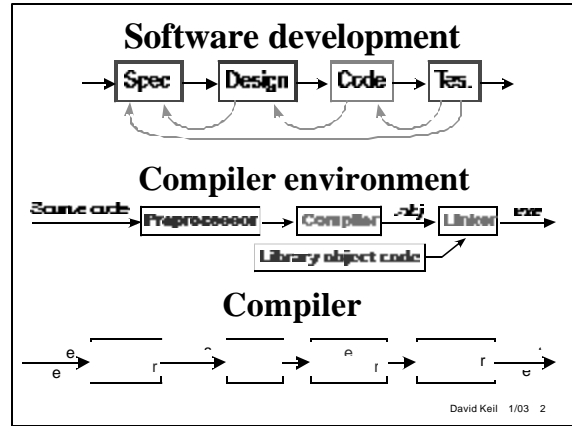 Software development
Spec Design Code Test
Compiler environment
Source code Preprocessor Compiler .obj Linker .exe
Library object code
Compiler
David Keil 1/03 2